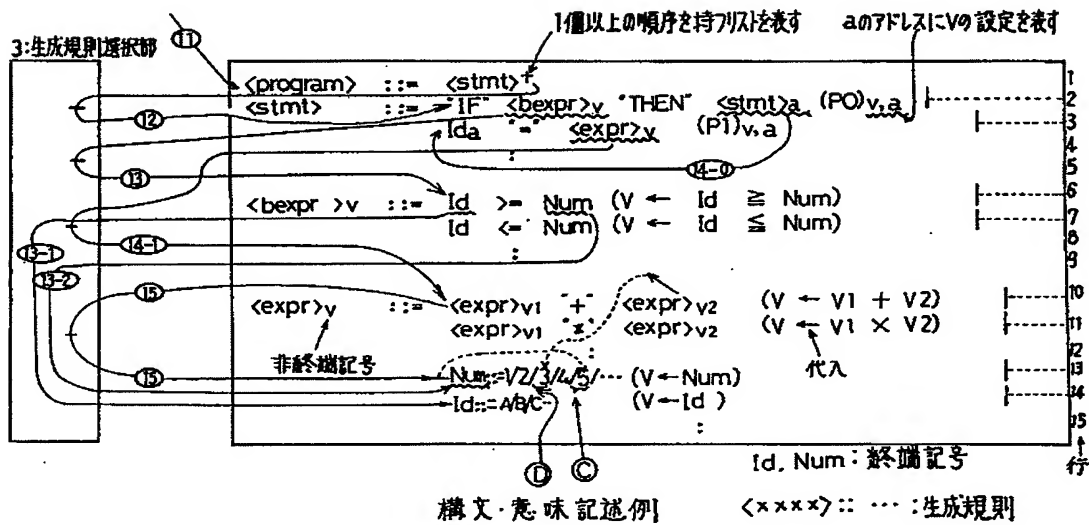 1個以上の順序を持フリストを表す aのアドレスにVの設定を表す
3:生成規則選択部 ⑪
<program> ::= <stmt>+ 1
⑫ <stmt> ::= "IF" <bexpr>v "THEN" <stmt>a (P0)v,a 2
Ida "=" <expr>v (P1)v,a 3
: 4
⑬ 14-0 5
<bexpr>v ::= Id >= Num (V ← Id ≧ Num) 6
Id <= Num (V ← Id ≦ Num) 7
13-1 14-1 8
13-2 : 9
⑮ <expr>v ::= <expr>v1 "+" <expr>v2 (V ← V1 + V2) 10
<expr>v1 "×" <expr>v2 (V ← V1 × V2) 11
非終端記号 : 代入 12
⑮ Num::=1/2/3/4/5/… (V←Num) 13
Id::=A/B/C… (V←Id) 14
: 15
Ⓓ Ⓒ Id, Num : 終端記号 行
構文・意味記述例 <××××>:: … : 生成規則